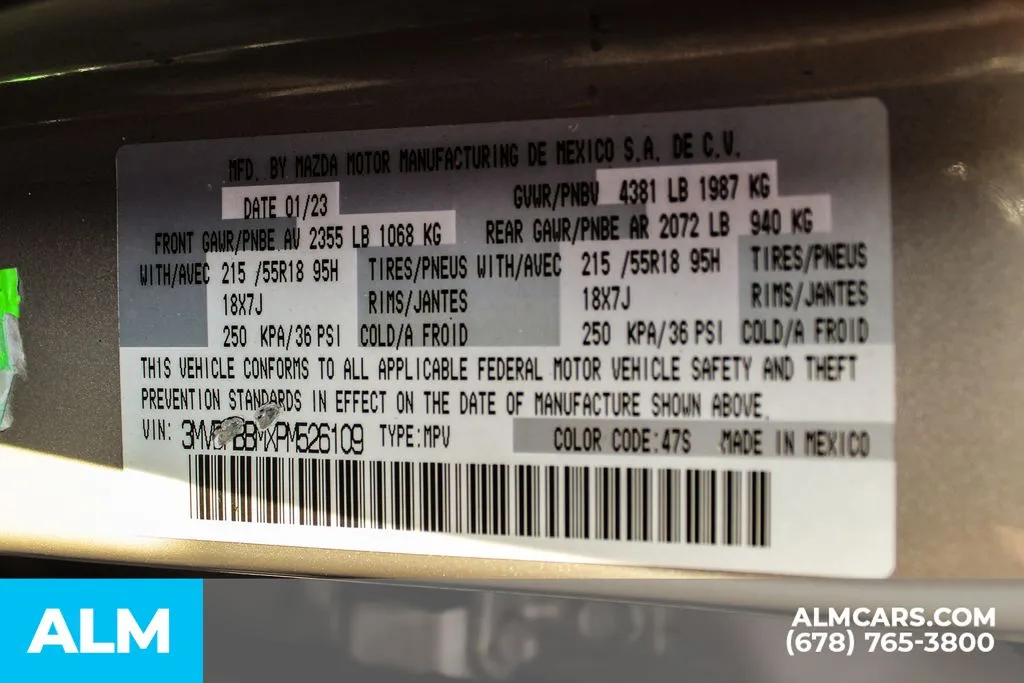 MFD. BY MAZDA MOTOR MANUFACTURING DE MEXICO S.A. DE C.V.
DATE 01/23 GVWR/PNBV 4381 LB 1987 KG
FRONT GAWR/PNBE AV 2355 LB 1068 KG REAR GAWR/PNBE AR 2072 LB 940 KG
WITH/AVEC 215 /55R18 95H TIRES/PNEUS WITH/AVEC 215 /55R18 95H TIRES/PNEUS
18X7J RIMS/JANTES 18X7J RIMS/JANTES
250 KPA/36 PSI COLD/A FROID 250 KPA/36 PSI COLD/A FROID
THIS VEHICLE CONFORMS TO ALL APPLICABLE FEDERAL MOTOR VEHICLE SAFETY AND THEFT
PREVENTION STANDARDS IN EFFECT ON THE DATE OF MANUFACTURE SHOWN ABOVE.
VIN: TYPE:MPV COLOR CODE:47S MADE IN MEXICO
ALM
ALMCARS.COM
(678) 765-3800